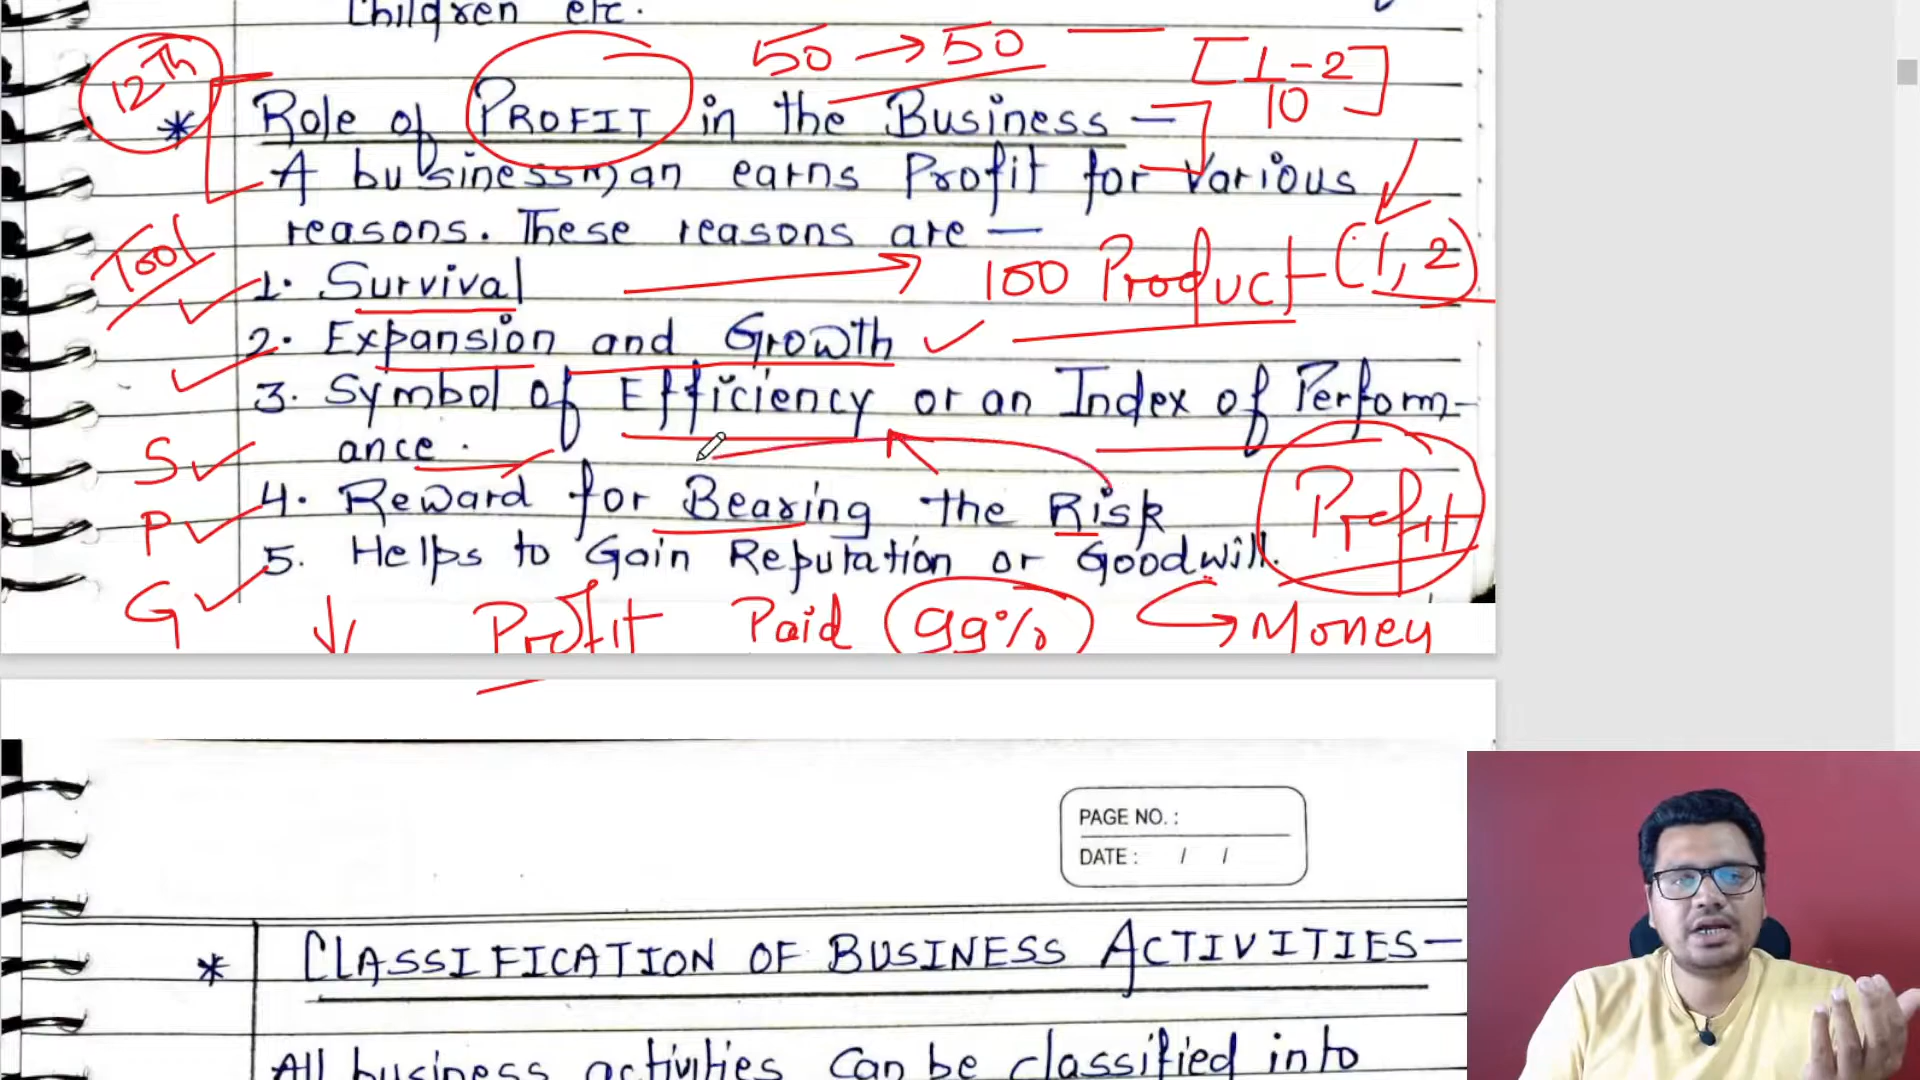 Children etc.
12Th
50 → 50
[1-2
10]
* Role of PROFIT in the Business —
A businessman earns Profit for Various
reasons. These reasons are —
Tool
1. Survival
100 Product (1, 2)
2. Expansion and Growth
3. Symbol of Efficiency or an Index of Perform-
ance.
S
4. Reward for Bearing the Risk
Profit
P
5. Helps to Gain Reputation or Goodwill.
G
Profit Paid 99% Money
PAGE NO.:
DATE: / /
* CLASSIFICATION OF BUSINESS ACTIVITIES—
All business activities can be classified into